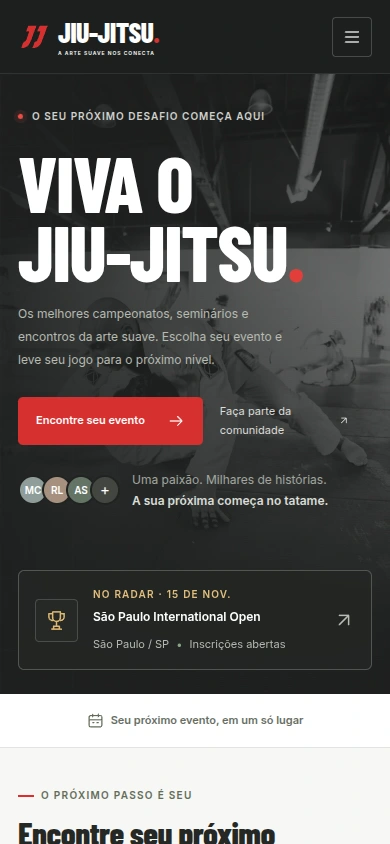 JIU-JITSU.
A ARTE SUAVE NOS CONECTA
O SEU PRÓXIMO DESAFIO COMEÇA AQUI
VIVA O
JIU-JITSU.
Os melhores campeonatos, seminários e
encontros da arte suave. Escolha seu evento e
leve seu jogo para o próximo nível.
Encontre seu evento
Faça parte da
comunidade
MC RL AS +
Uma paixão. Milhares de histórias.
A sua próxima começa no tatame.
NO RADAR · 15 DE NOV.
São Paulo International Open
São Paulo / SP • Inscrições abertas
Seu próximo evento, em um só lugar
O PRÓXIMO PASSO É SEU
Encontre seu próximo